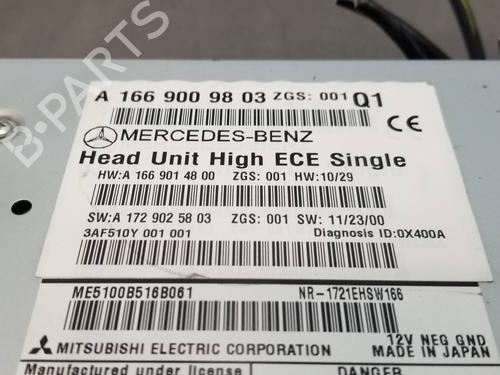 A 166 900 98 03 ZGS: 001 Q1
MERCEDES-BENZ
CE
Head Unit High ECE Single
HW:A 166 901 48 00 ZGS: 001 HW:10/29
SW:A 172 902 58 03 ZGS: 001 SW: 11/23/00
3AF510Y 001 001 Diagnosis ID:0X400A
ME5100B516B061 NR-1721EHSW166
12V NEG GND
MITSUBISHI ELECTRIC CORPORATION MADE IN JAPAN
Manufactured under license DANGER
B-PARTS